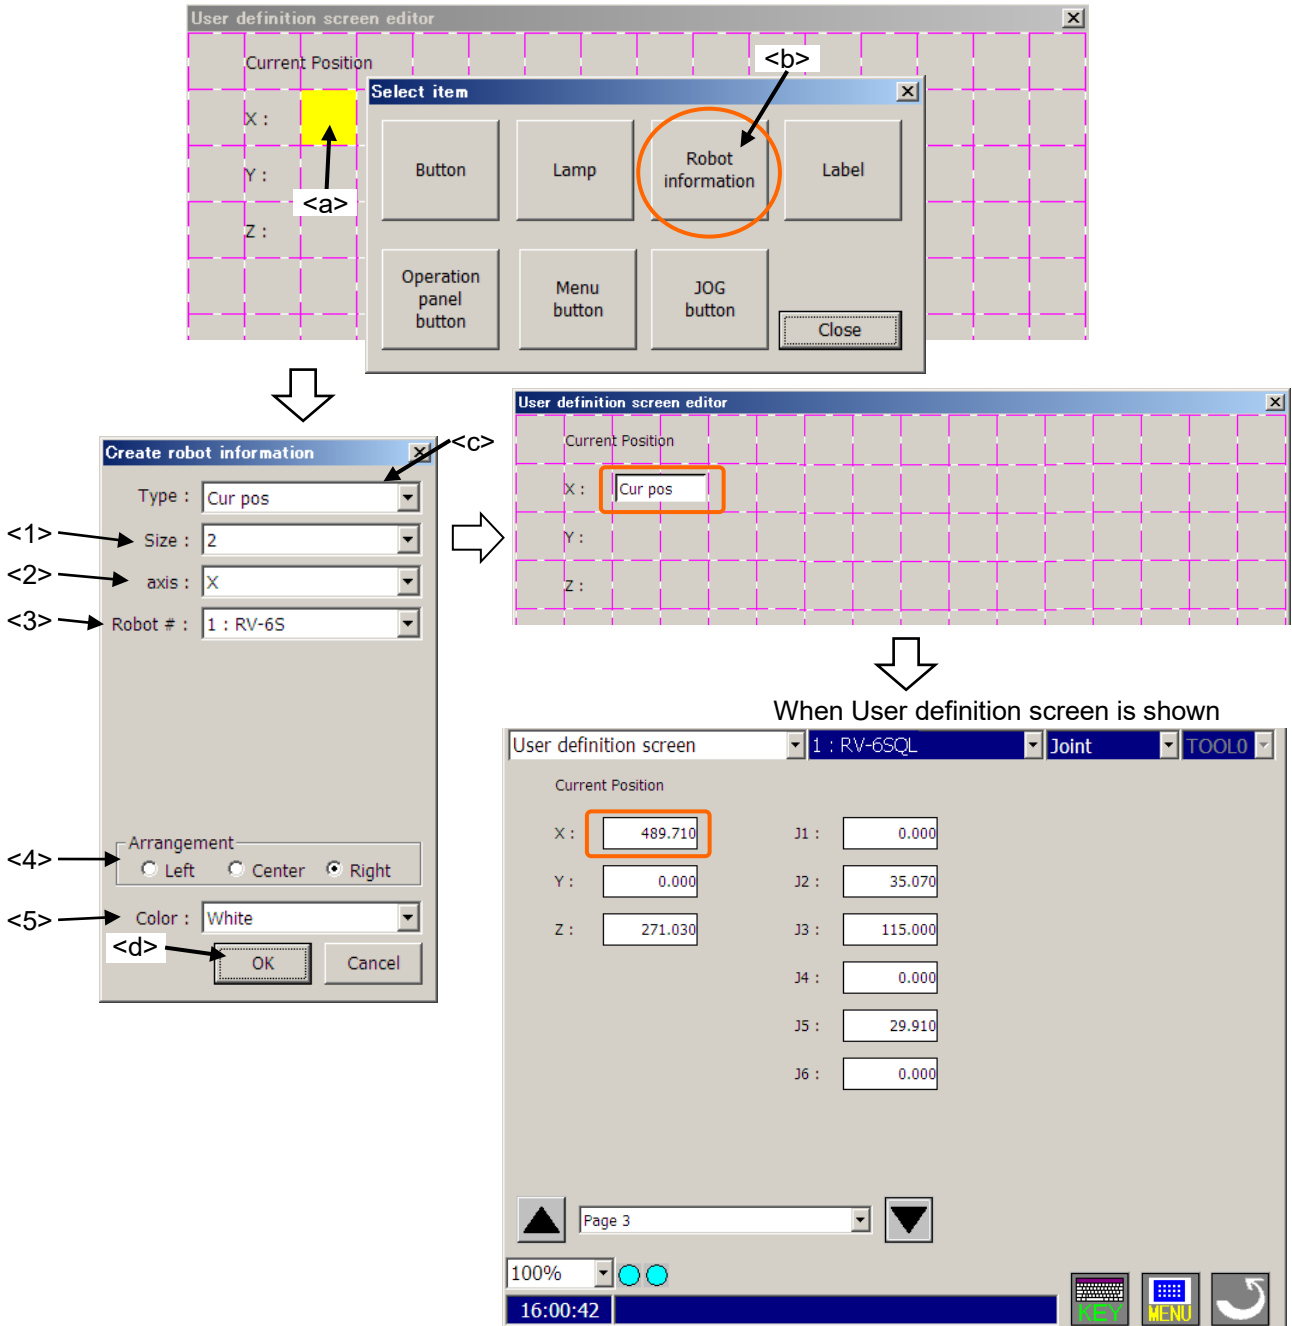 User definition screen editor
Current Position
<b>
Select item
X :
Button
Lamp
Robot
information
Label
Y :
<a>
Z :
Operation
panel
button
Menu
button
JOG
button
Close
Create robot information
<c>
Type :
Cur pos
<1>
Size :
2
<2>
axis :
X
<3>
Robot # :
1 : RV-6S
<4>
Arrangement
Left
Center
Right
<5>
Color :
White
<d>
OK
Cancel
User definition screen editor
Current Position
X :
Cur pos
Y :
Z :
When User definition screen is shown
User definition screen
1 : RV-6SQL
Joint
TOOL0
Current Position
X :
489.710
J1 :
0.000
Y :
0.000
J2 :
35.070
Z :
271.030
J3 :
115.000
J4 :
0.000
J5 :
29.910
J6 :
0.000
Page 3
100%
16:00:42
KEY
MENU